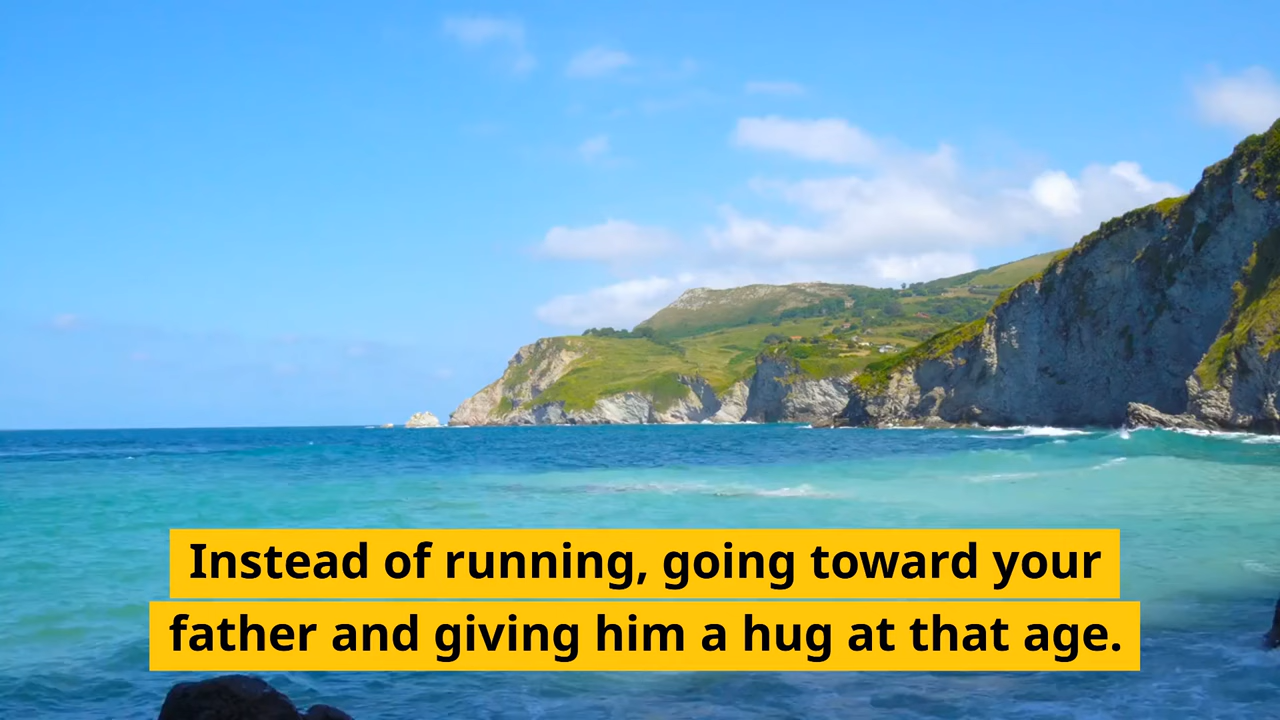 Instead of running, going toward your
father and giving him a hug at that age.